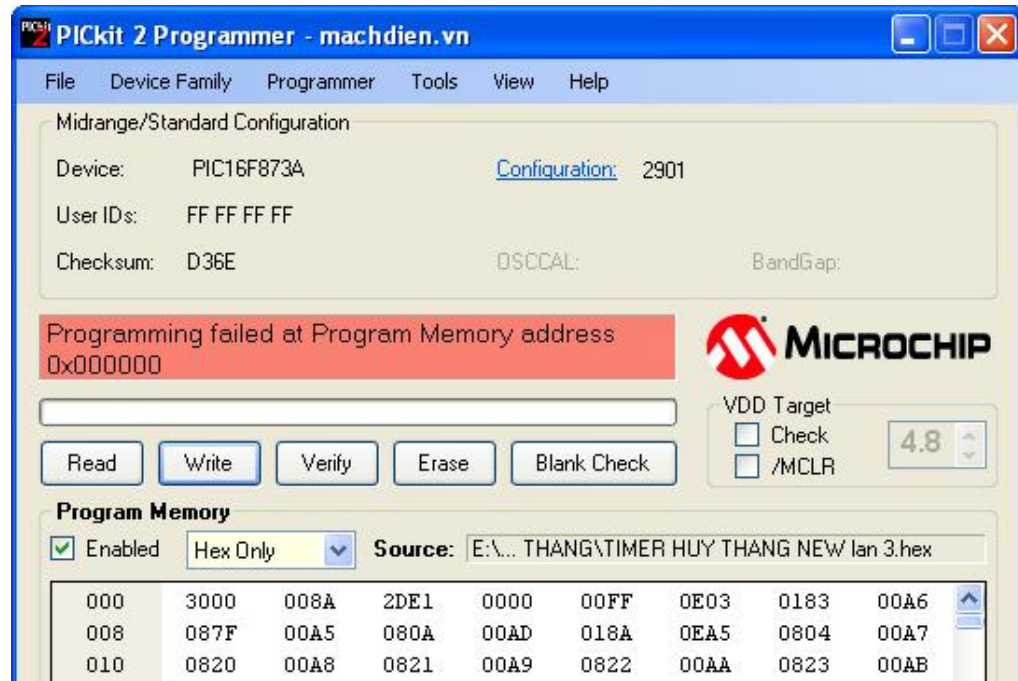 PICkit 2 Programmer - machdien.vn
File Device Family Programmer Tools View Help
Midrange/Standard Configuration
Device: PIC16F873A Configuration: 2901
User IDs: FF FF FF FF
Checksum: D36E OSCCAL: BandGap:
Programming failed at Program Memory address
0x000000
MICROCHIP
VDD Target
Check
4.8
/MCLR
Read Write Verify Erase Blank Check
Program Memory
Enabled Hex Only Source: E:\... THANG\TIMER HUY THANG NEW lan 3.hex
000 3000 008A 2DE1 0000 00FF 0E03 0183 00A6
008 087F 00A5 080A 00AD 018A 0EA5 0804 00A7
010 0820 00A8 0821 00A9 0822 00AA 0823 00AB